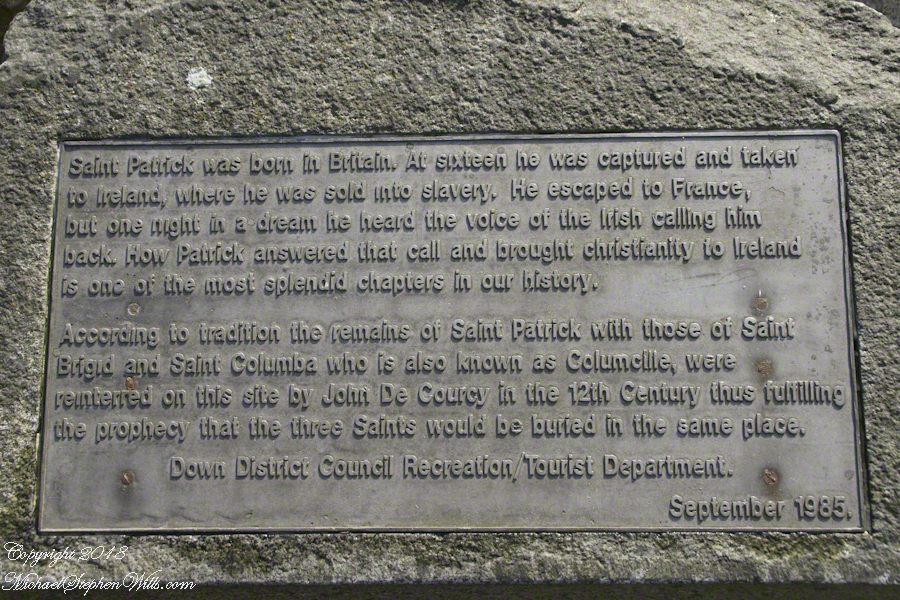 Saint Patrick was born in Britain. At sixteen he was captured and taken
to Ireland, where he was sold into slavery. He escaped to France,
but one night in a dream he heard the voice of the Irish calling him
back. How Patrick answered that call and brought christianity to Ireland
is one of the most splendid chapters in our history.
According to tradition the remains of Saint Patrick with those of Saint
Brigid and Saint Columba who is also known as Columcille, were
reinterred on this site by John De Courcy in the 12th Century thus fulfilling
the prophecy that the three Saints would be buried in the same place.
Down District Council Recreation/Tourist Department.
September 1985.
Copyright 2013
MichaelStephenWills.com